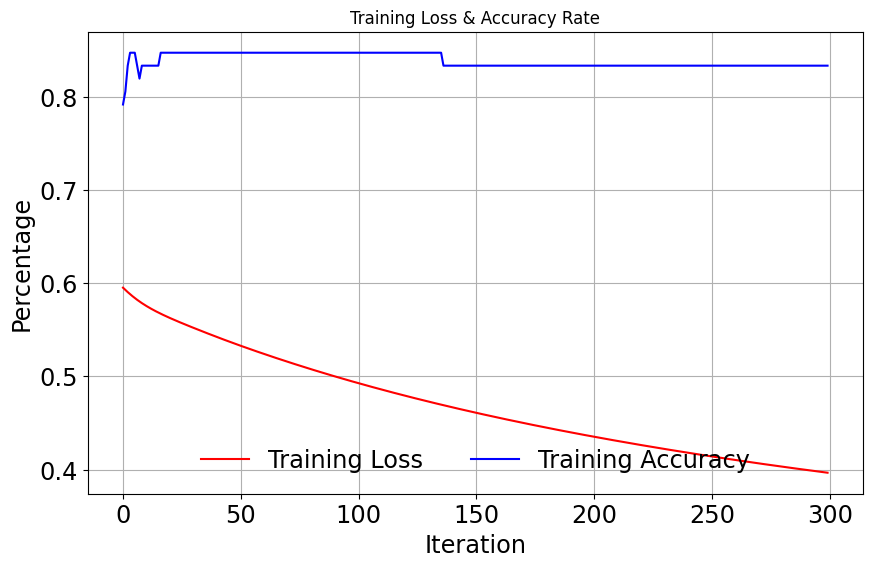 Training Loss & Accuracy Rate
Percentage
0.8
0.7
0.6
0.5
0.4
Training Loss Training Accuracy
0 50 100 150 200 250 300
Iteration